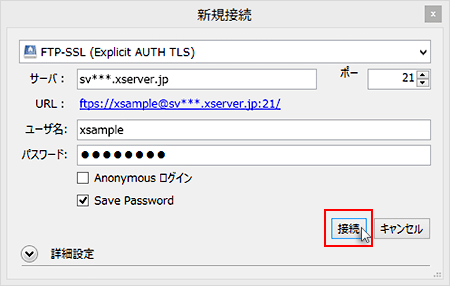 新規接続
x
FTP-SSL (Explicit AUTH TLS)
サーバ： sv***.xserver.jp ポー 21
URL： ftps://xsample@sv***.xserver.jp:21/
ユーザ名: xsample
パスワード: ●●●●●●●●
Anonymous ログイン
Save Password
接続 キャンセル
詳細設定